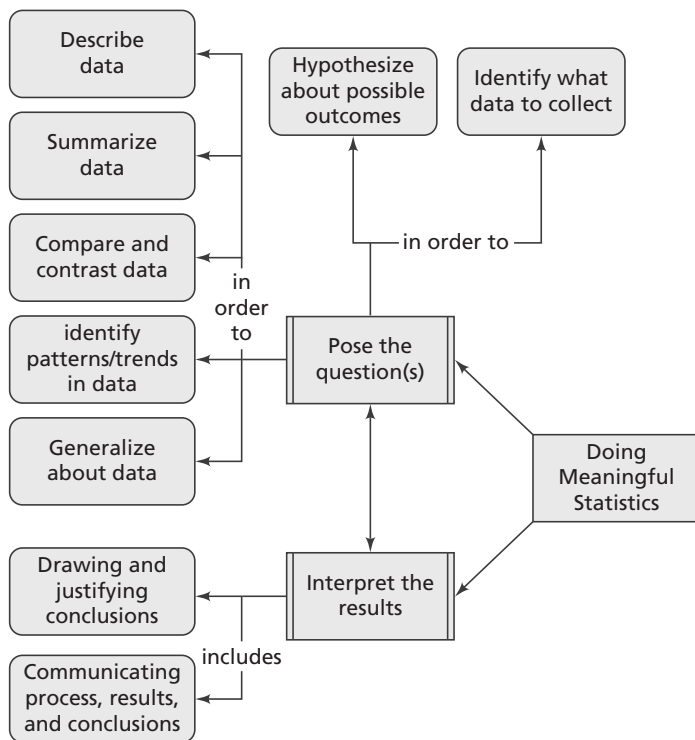 Describe
data
Summarize
data
Compare and
contrast data
identify
patterns/trends
in data
Generalize
about data
in
order
to
Hypothesize
about possible
outcomes
Identify what
data to collect
in order to
Pose the
question(s)
Doing
Meaningful
Statistics
Interpret the
results
Drawing and
justifying
conclusions
includes
Communicating
process, results,
and conclusions